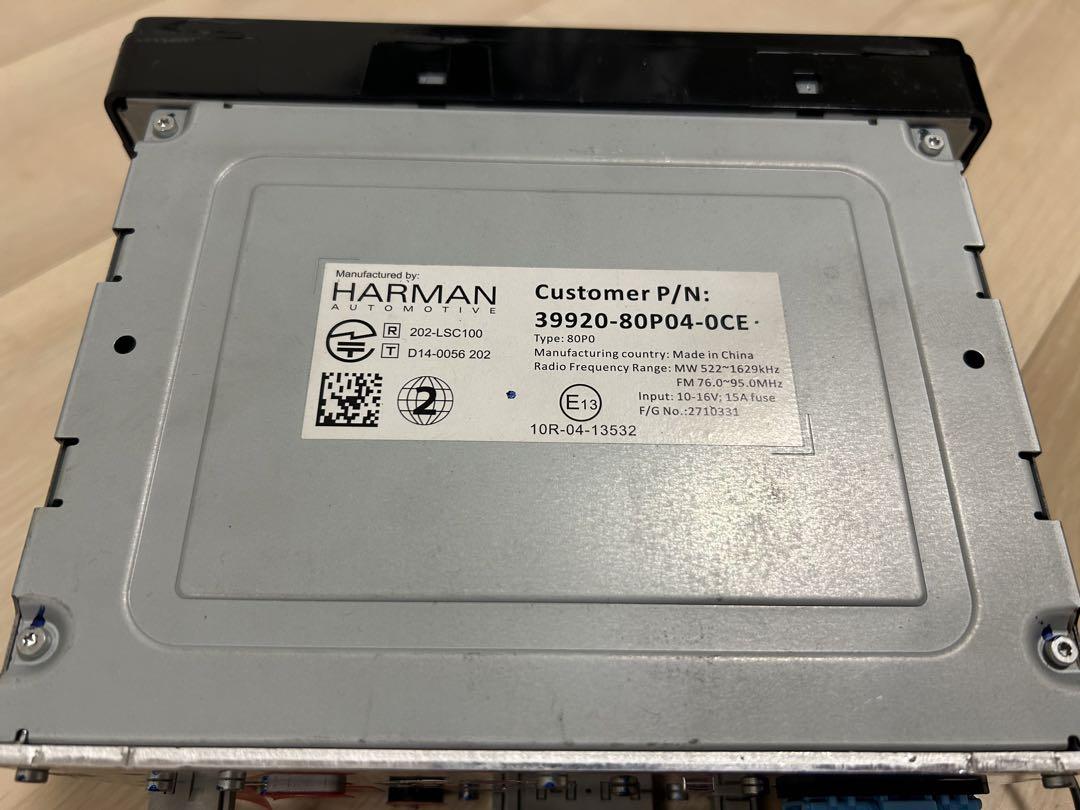 Manufactured by:
HARMAN
AUTOMOTIVE
R 202-LSC100
T D14-0056 202
2
Customer P/N:
39920-80P04-0CE
Type: 80P0
Manufacturing country: Made in China
Radio Frequency Range: MW 522~1629kHz
FM 76.0~95.0MHz
Input: 10-16V; 15A fuse
F/G No.:2710331
E13
10R-04-13532